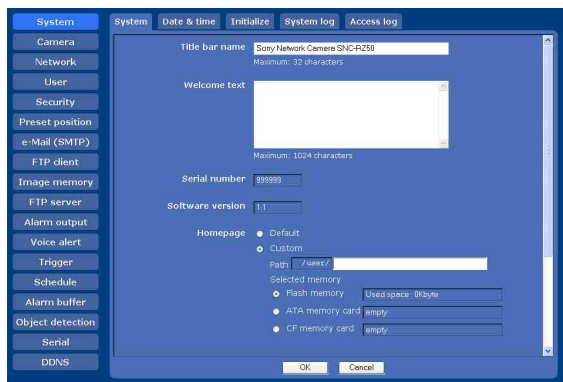 System
Camera
Network
User
Security
Preset position
e-Mail (SMTP)
FTP client
Image memory
FTP server
Alarm output
Voice alert
Trigger
Schedule
Alarm buffer
Object detection
Serial
DDNS
System Date & time Initialize System log Access log
Title bar name Sony Network Camera SNC-RZ50
Maximum: 32 characters
Welcome text
Maximum: 1024 characters
Serial number 999999
Software version 1.1
Homepage Default
Custom
Path /user/
Selected memory
Flash memory Used space : 0Kbyte
ATA memory card empty
CF memory card empty
OK Cancel